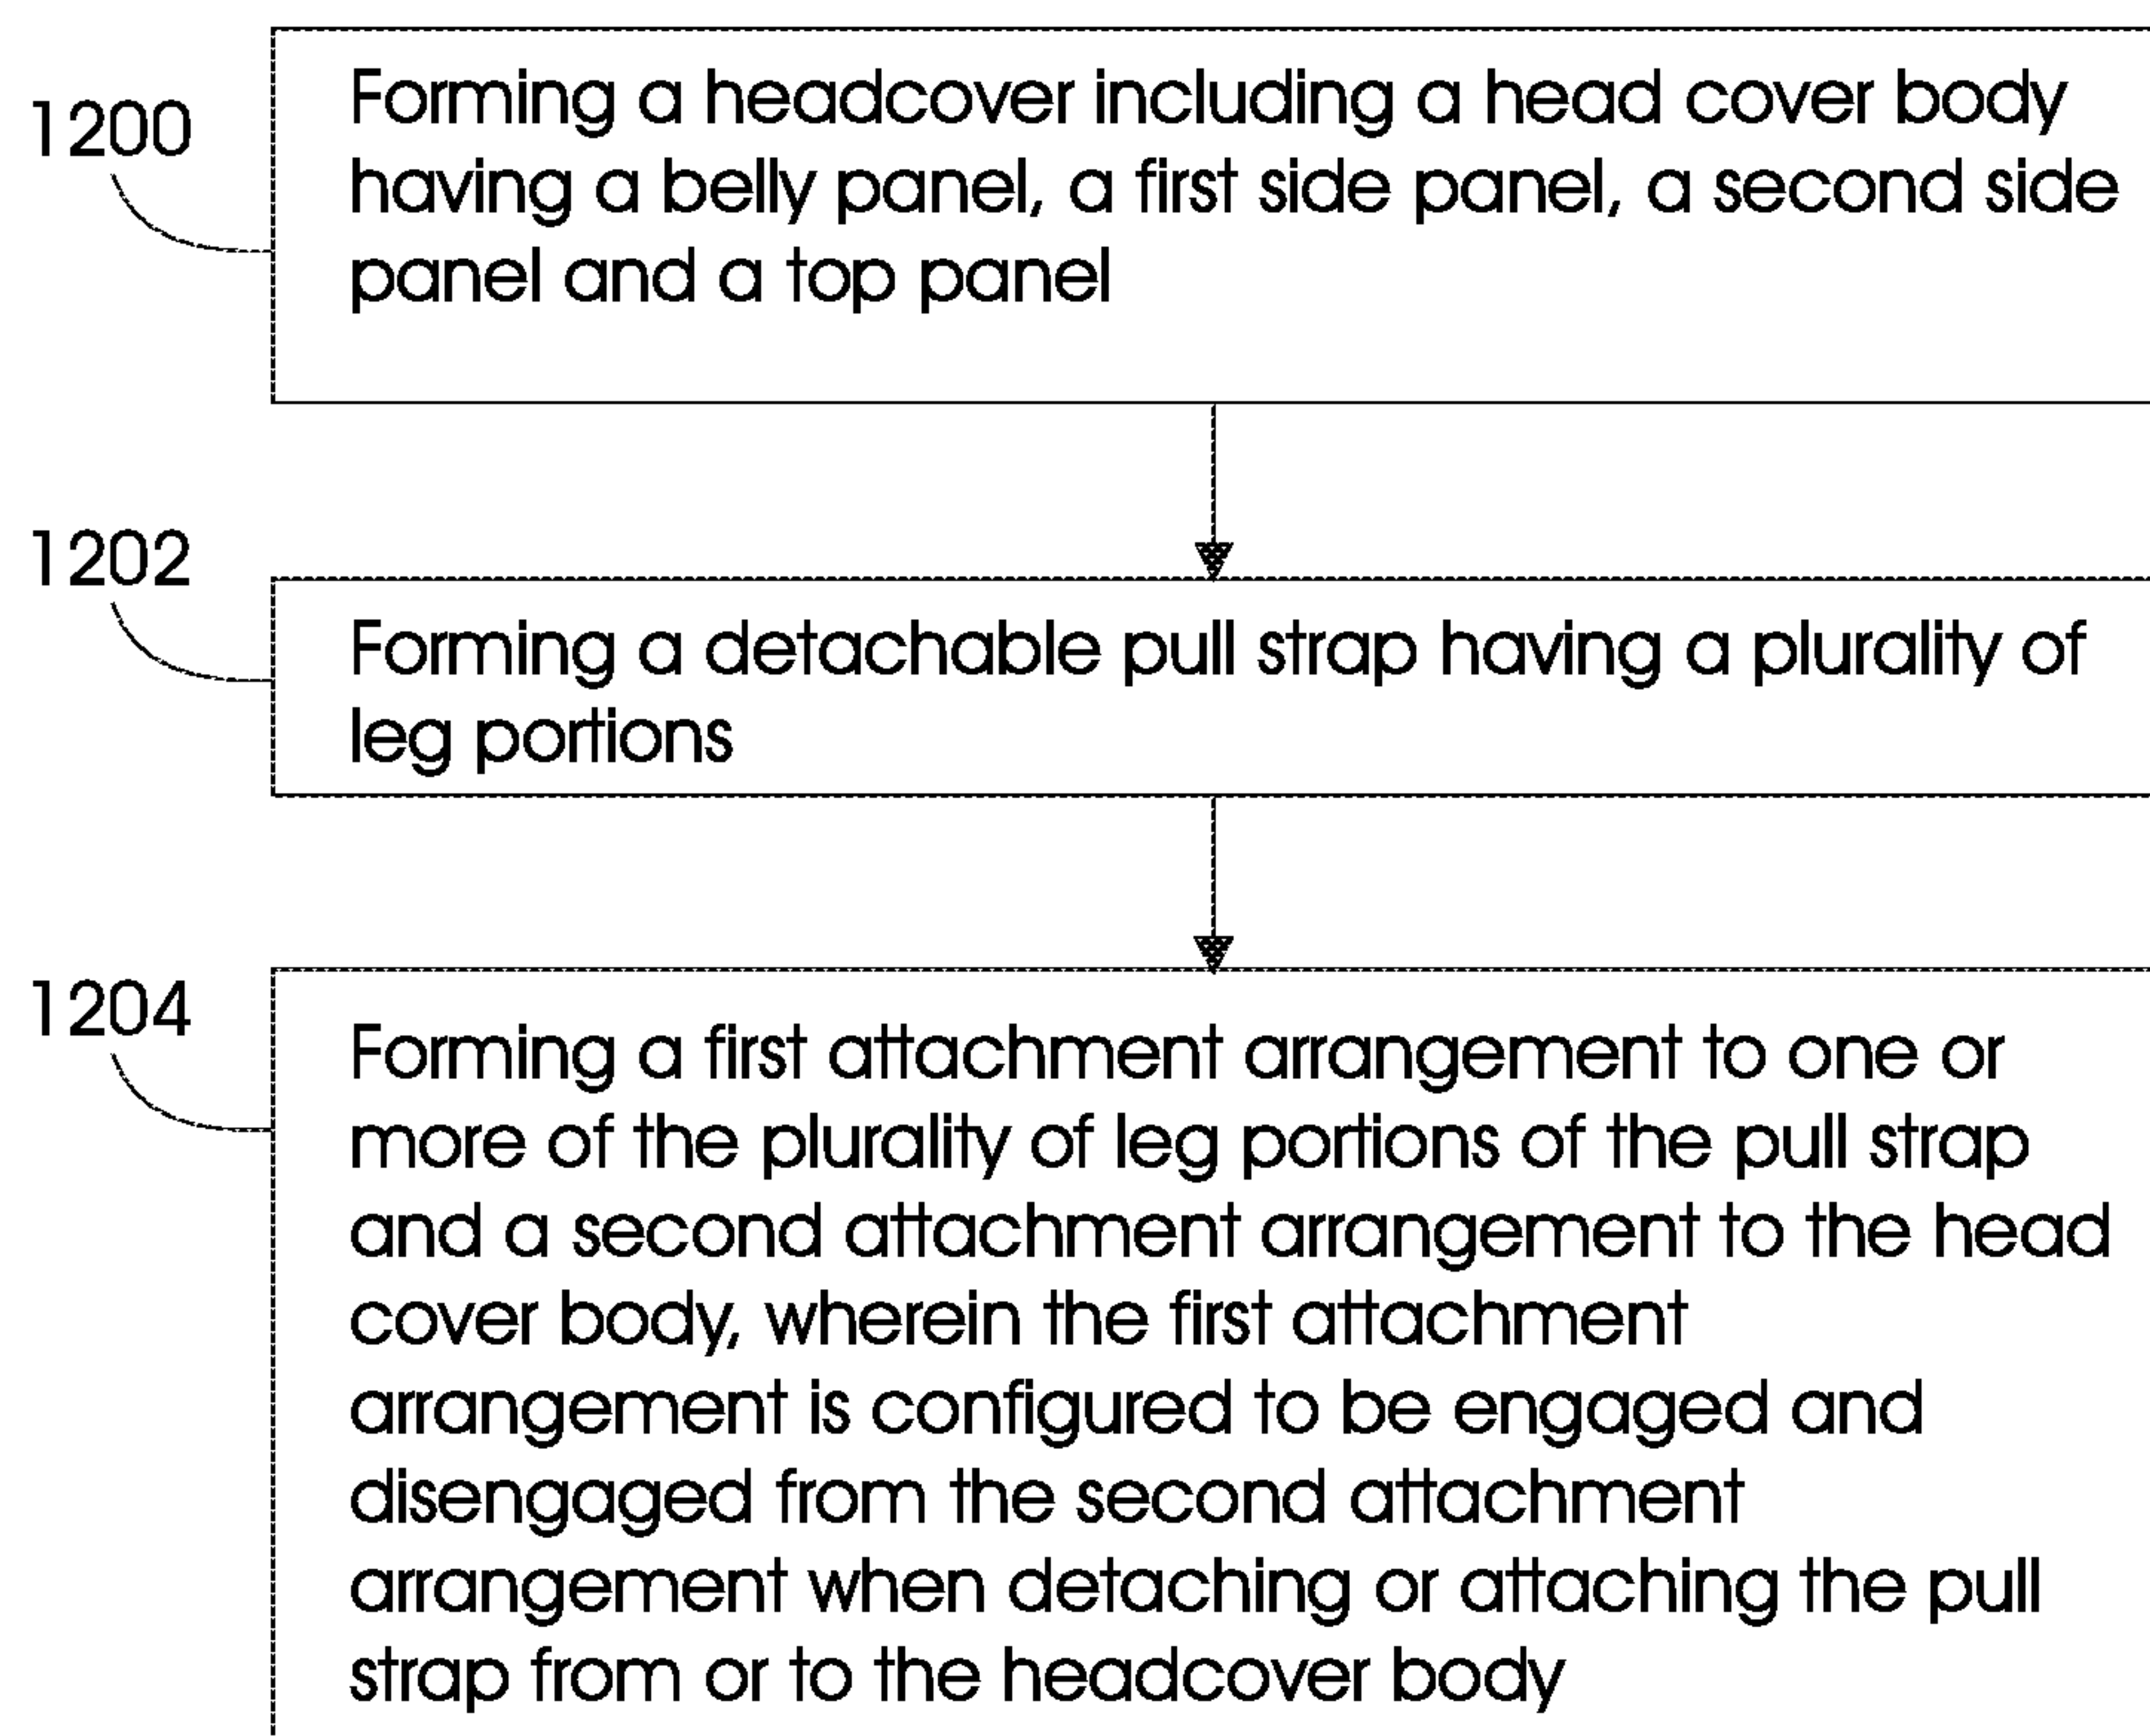 1200
Forming a headcover including a head cover body
having a belly panel, a first side panel, a second side
panel and a top panel
1202
Forming a detachable pull strap having a plurality of
leg portions
1204
Forming a first attachment arrangement to one or
more of the plurality of leg portions of the pull strap
and a second attachment arrangement to the head
cover body, wherein the first attachment
arrangement is configured to be engaged and
disengaged from the second attachment
arrangement when detaching or attaching the pull
strap from or to the headcover body